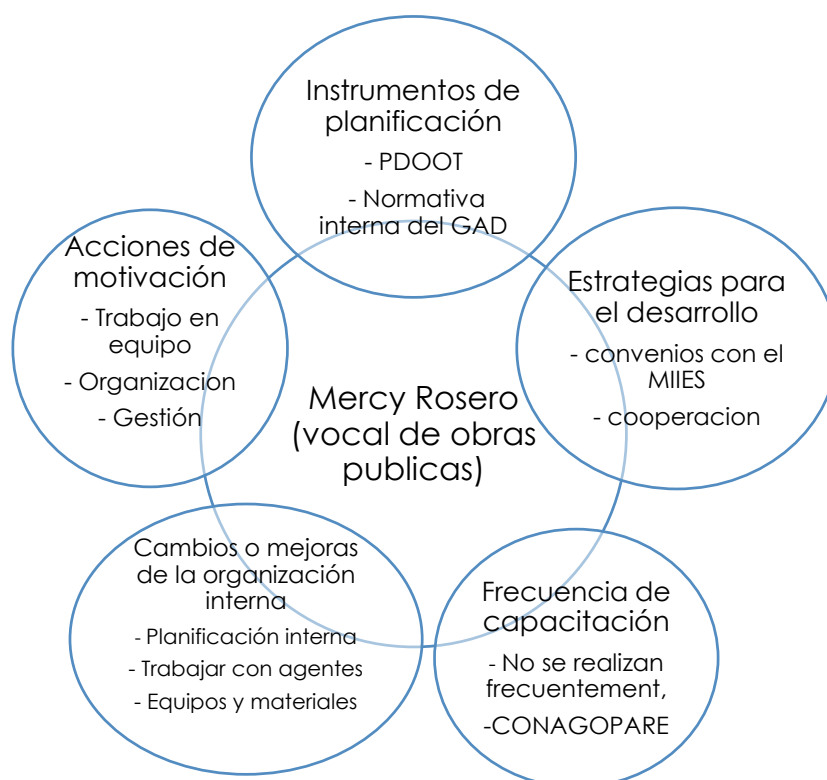 Instrumentos de
planificación
- PDOOT
- Normativa
interna del GAD
Acciones de
motivación
- Trabajo en
equipo
- Organizacion
- Gestión
Estrategias para
el desarrollo
- convenios con el
MIIES
- cooperacion
Mercy Rosero
(vocal de obras
publicas)
Cambios o mejoras
de la organización
interna
- Planificación interna
- Trabajar con agentes
- Equipos y materiales
Frecuencia de
capacitación
- No se realizan
frecuentement,
-CONAGOPARE